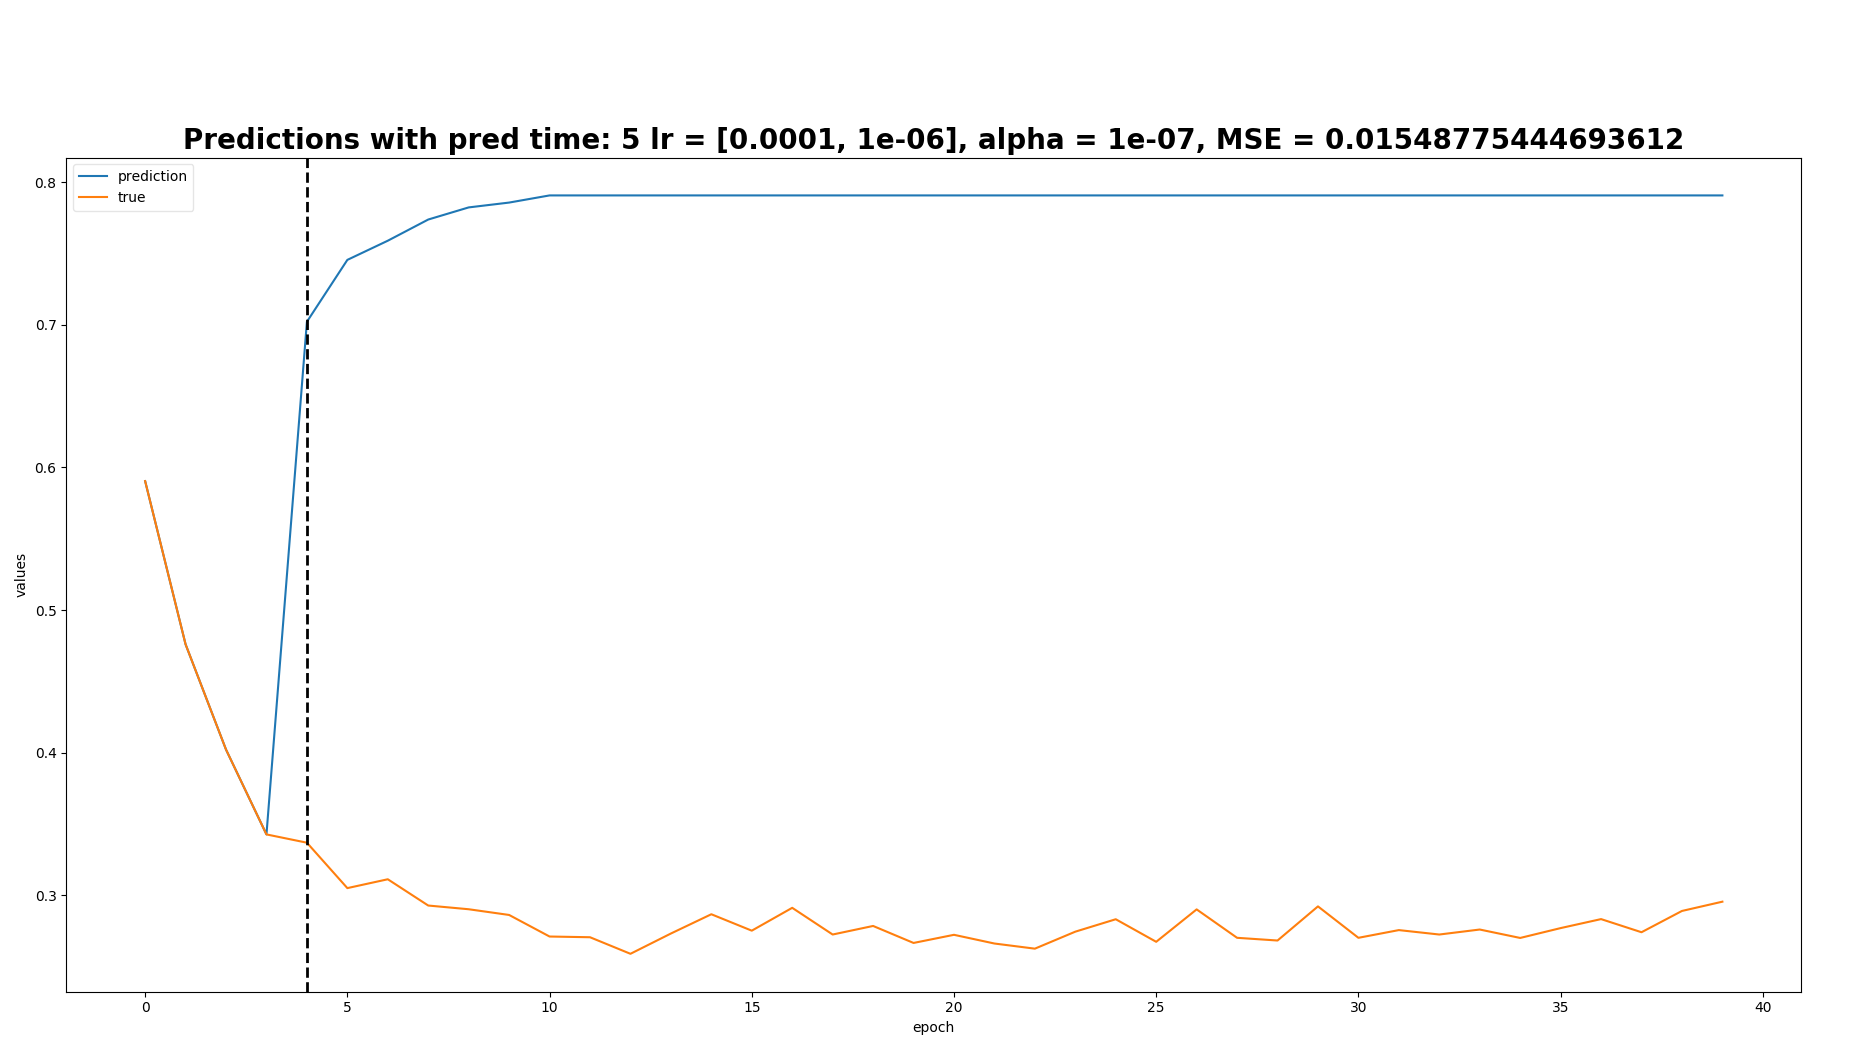 Predictions with pred time: 5 lr = [0.0001, 1e-06], alpha = 1e-07, MSE = 0.01548775444693612
prediction
true
0.8
0.7
0.6
0.5
0.4
0.3
values
0 5 10 15 20 25 30 35 40
epoch